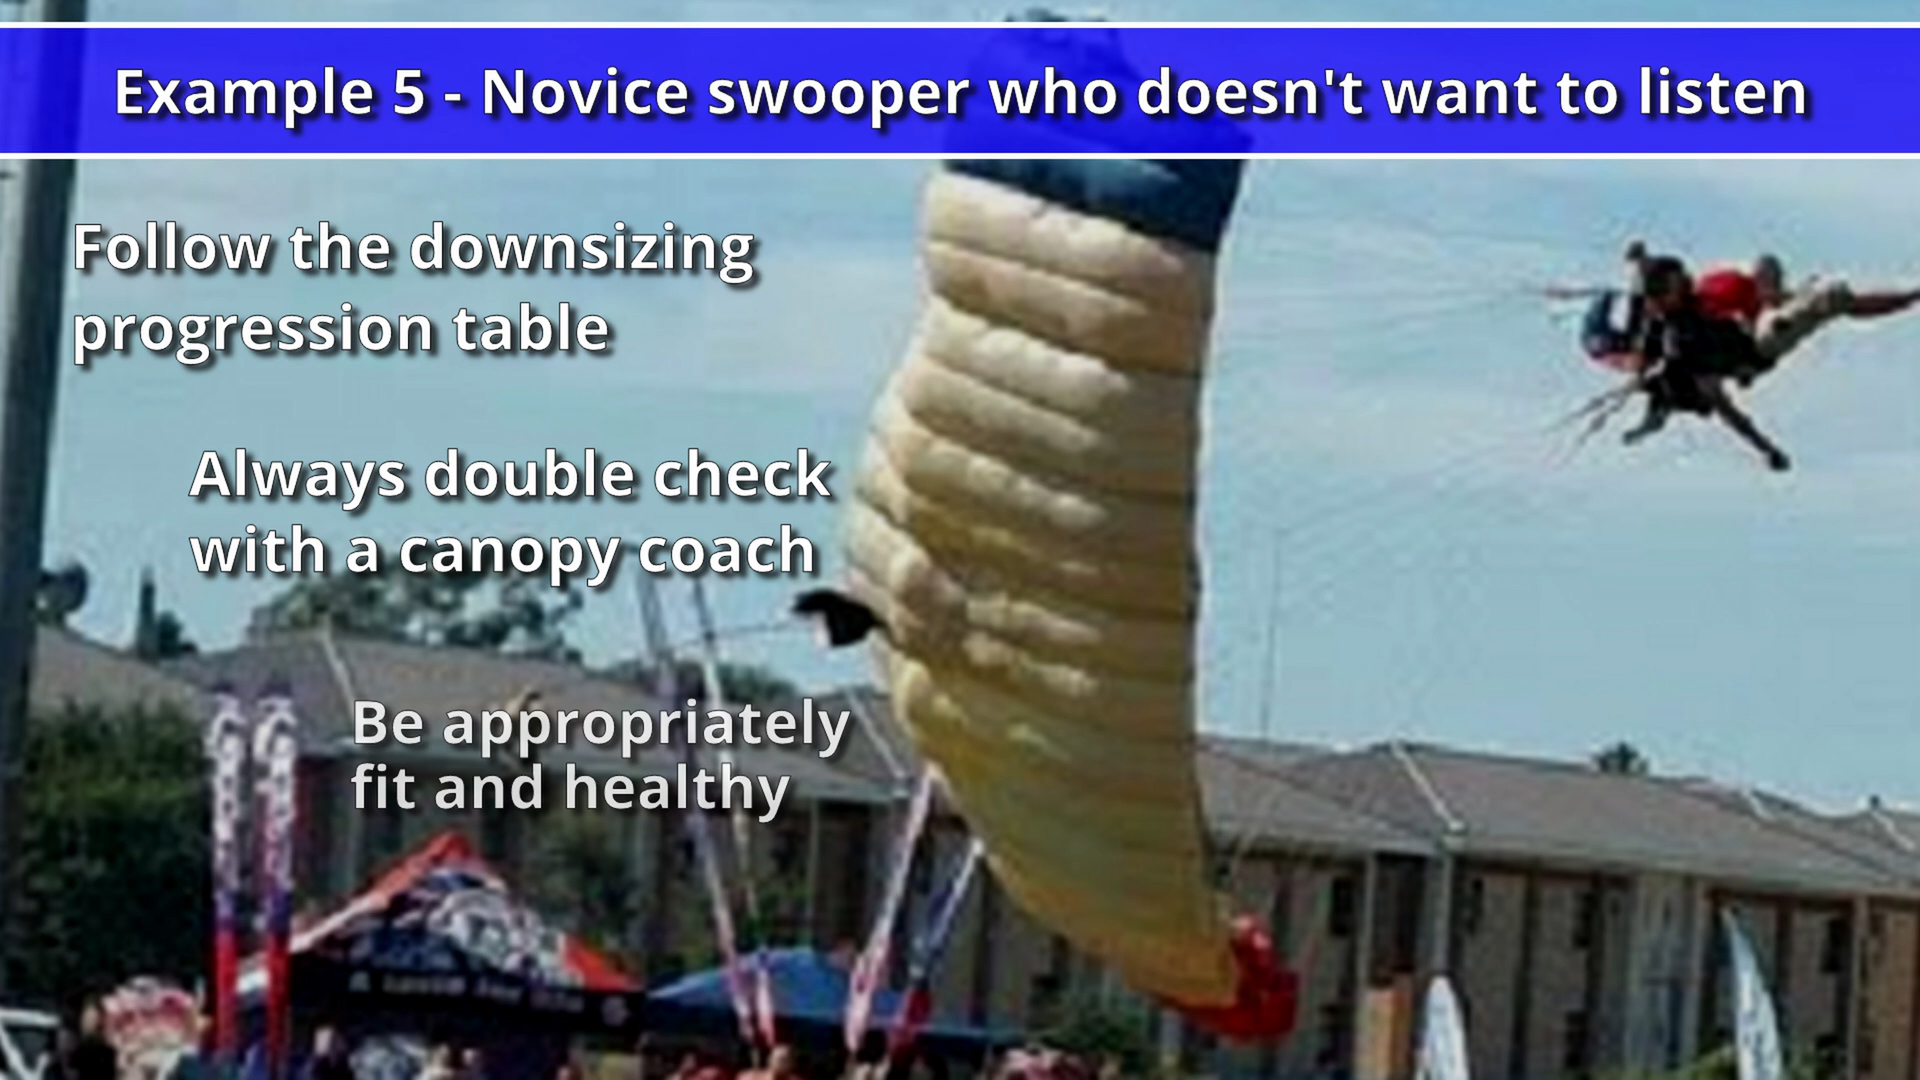 Example 5 - Novice swooper who doesn't want to listen
Follow the downsizing
progression table
Always double check
with a canopy coach
Be appropriately
fit and healthy